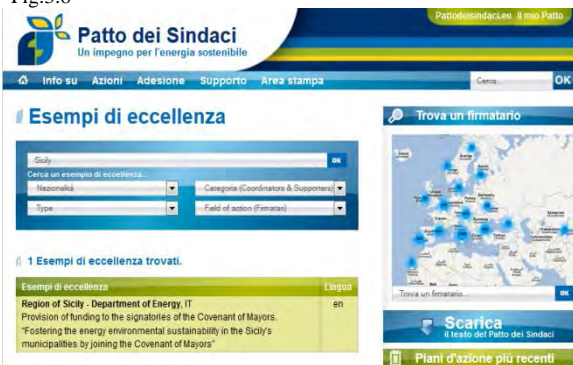 Patto dei Sindaci
Un impegno per l'energia sostenibile
Pattodeisindaci.eu Il mio Patto
Info su Azioni Adesione Supporto Area stampa
Cerca... OK
Esempi di eccellenza
Sicily OK
Cerca un esempio di eccellenza...
Nazionalità Categoria (Coordinators & Supporters)
Type Field of action (Firmatari)
1 Esempi di eccellenza trovati.
Esempi di eccellenza Lingua
Region of Sicily - Department of Energy, IT en
Provision of funding to the signatories of the Covenant of Mayors.
"Fostering the energy environmental sustainability in the Sicily's
municipalities by joining the Covenant of Mayors"
Trova un firmatario
Trova un firmatario... OK
Scarica
il testo del Patto dei Sindaci
Piani d'azione più recenti